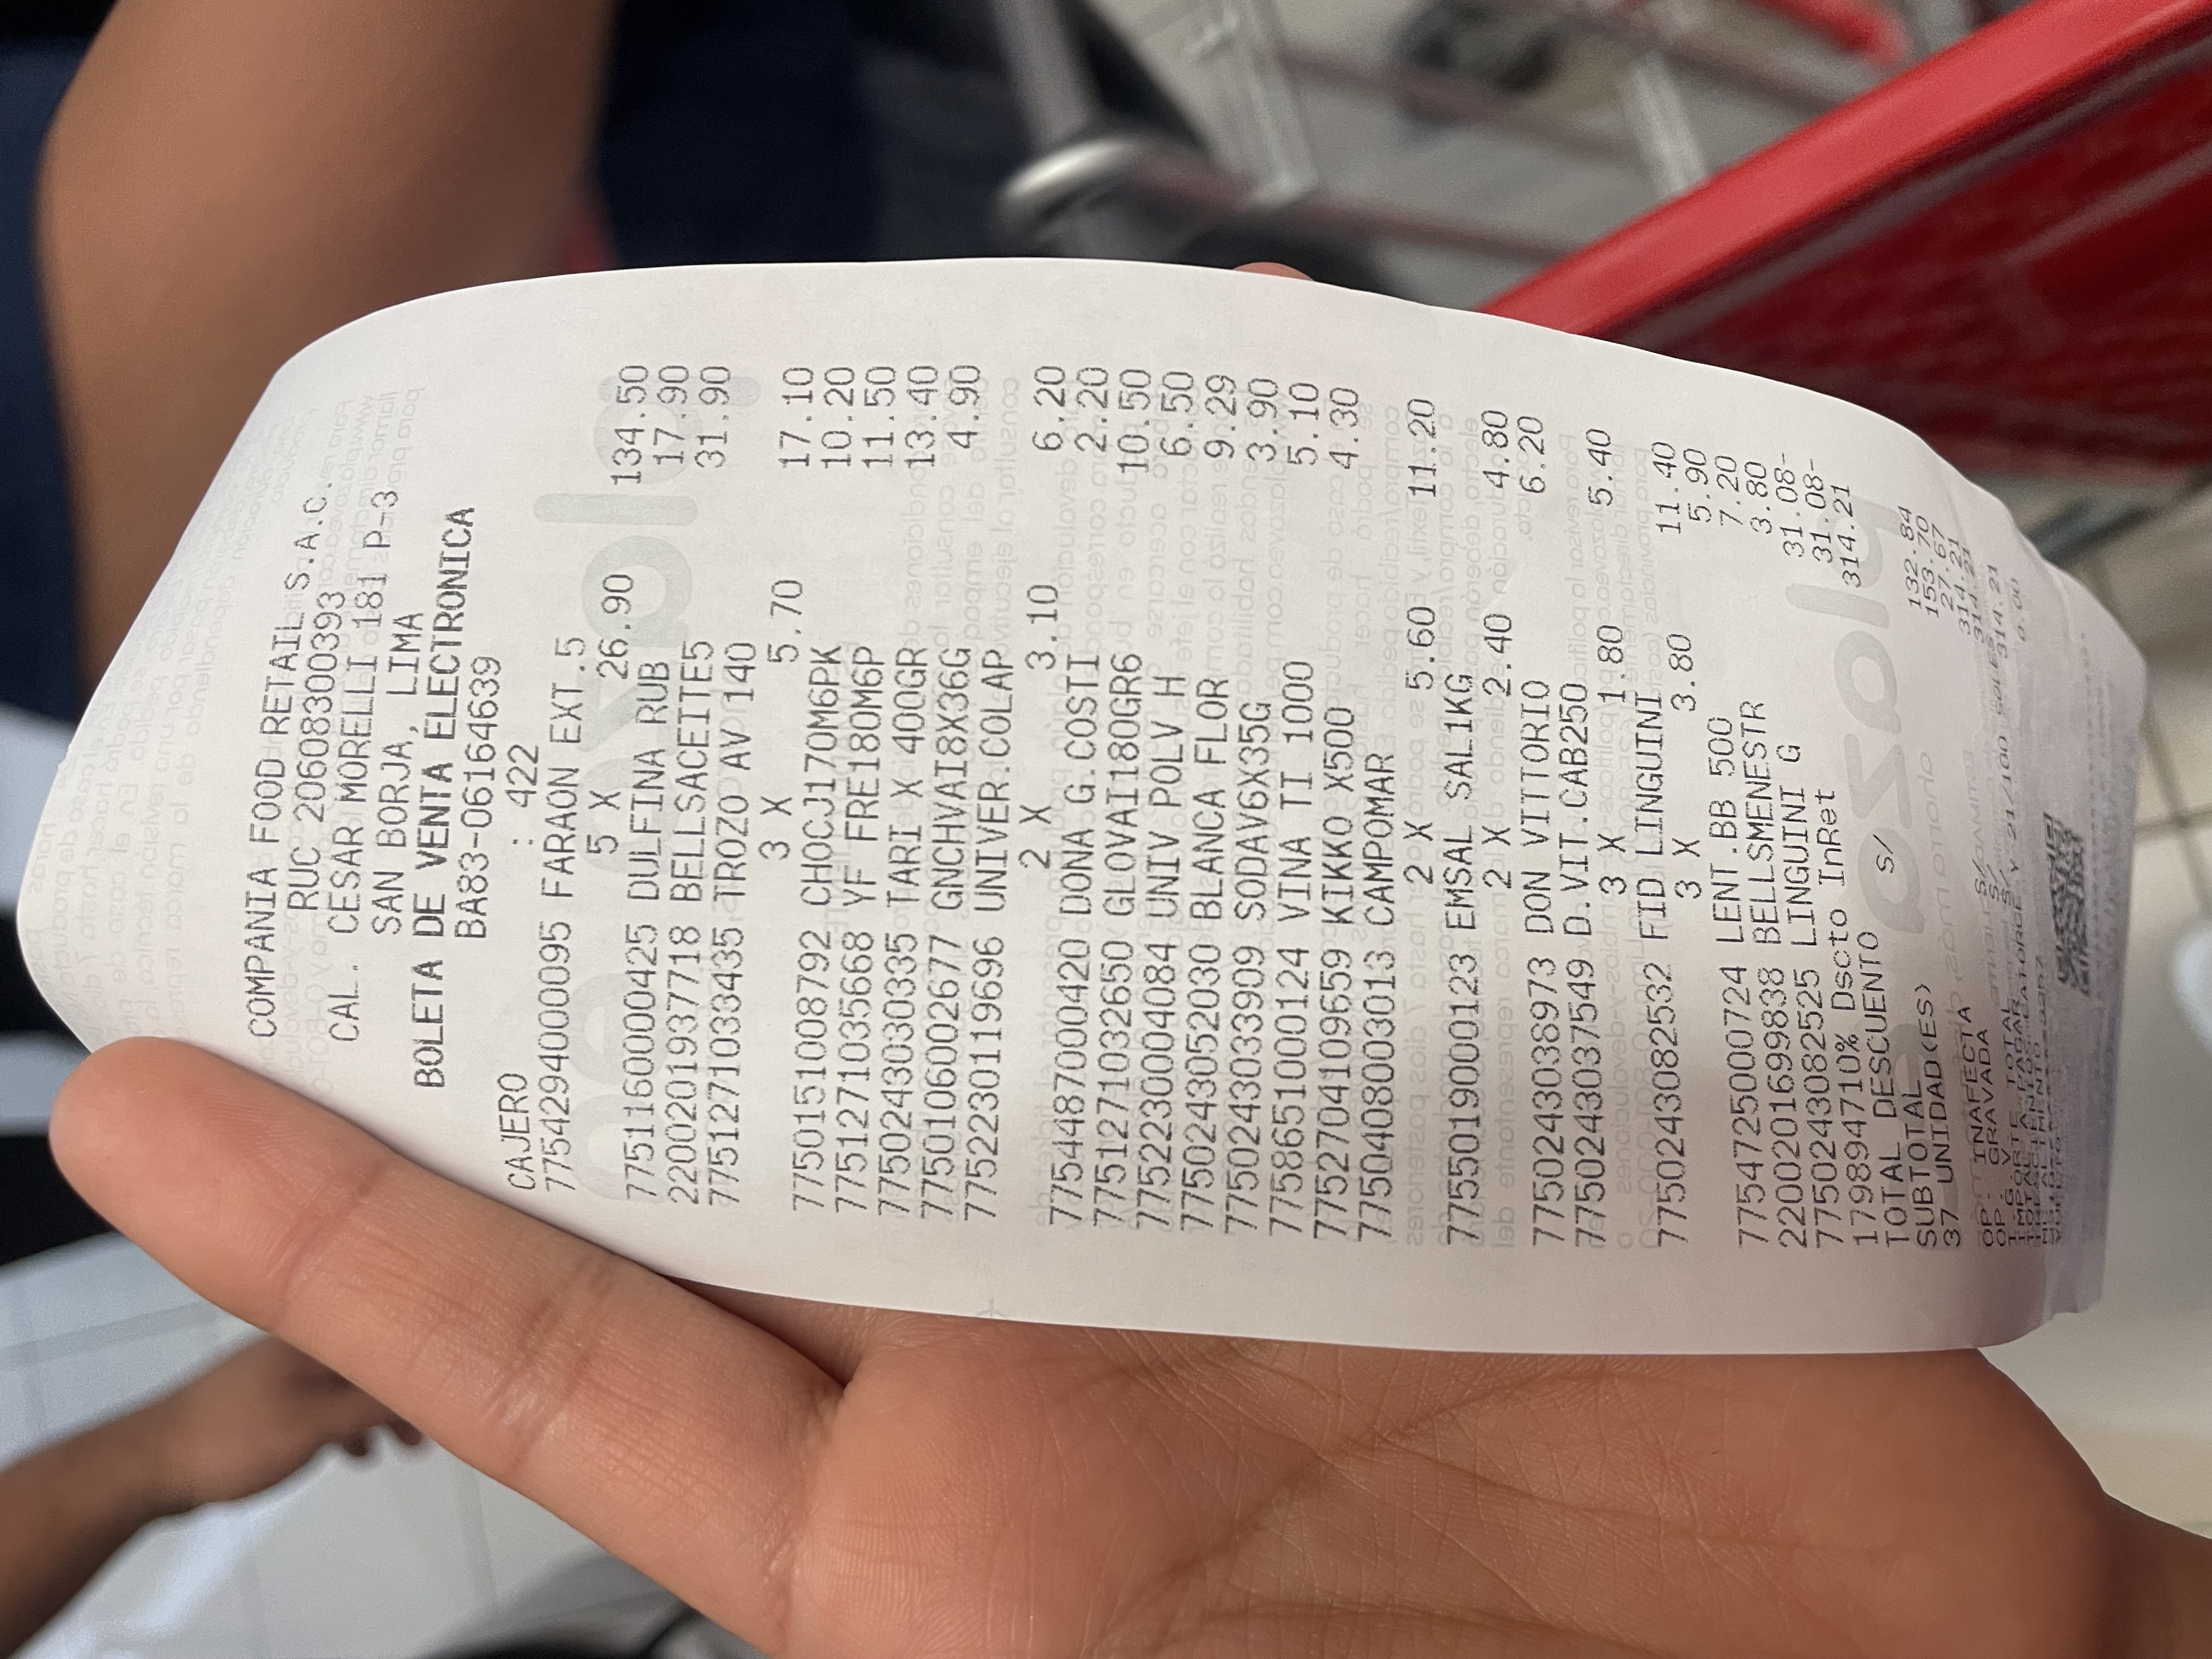 COMPANIA FOOD RETAIL S.A.C.
RUC 20608300393
CAL. CESAR MORELLI 181 P-3
SAN BORJA, LIMA
BOLETA DE VENTA ELECTRONICA
BA83-06164639
CAJERO : 422
7754294000095 FARAON EXT.5
5 X 26.90 134.50
7751160000425 DULFINA RUB 17.90
2200201937718 BELLSACEITE5 31.90
7751271033435 TROZO AV 140
3 X 5.70 17.10
7750151008792 CHOCJ170M6PK 10.20
7751271035668 YF FRE180M6P 11.50
7750243030335 TARI X 400GR 13.40
7750106002677 GNCHVAI8X36G 4.90
7752230119696 UNIVER.COLAP
2 X 3.10 6.20
7754487000420 DONA G.COSTI 2.20
7751271032650 GLOVAI180GR6 10.50
7752230004084 UNIV POLV H 6.50
7750243052030 BLANCA FLOR 9.29
7750243033909 SODAV6X35G 3.90
7758651000124 VINA TI 1000 5.10
7752704109659 KIKKO X500 4.30
7750408003013 CAMPOMAR
2 X 5.60 11.20
7755019000123 EMSAL SAL1KG
2 X 2.40 4.80
7750243038973 DON VITTORIO 6.20
7750243037549 D.VIT.CAB250
3 X 1.80 5.40
7750243082532 FID LINGUINI
3 X 3.80 11.40
7754725000724 LENT.BB 500 5.90
2200201699838 BELLSMENESTR 7.20
7750243082525 LINGUINI G 3.80
179894710% Dscto InRet 31.08-
TOTAL DESCUENTO 31.08-
SUBTOTAL S/ 314.21
37 UNIDAD(ES)
OP. INAFECTA 132.84
OP. GRAVADA S/ 153.70
I.G.V. 27.67
IMPORTE TOTAL 314.21
TOTAL A PAGAR 314.21
TRESCIENTOS CATORCE Y 21/100 SOLES
314.21
VUELTO 0.00